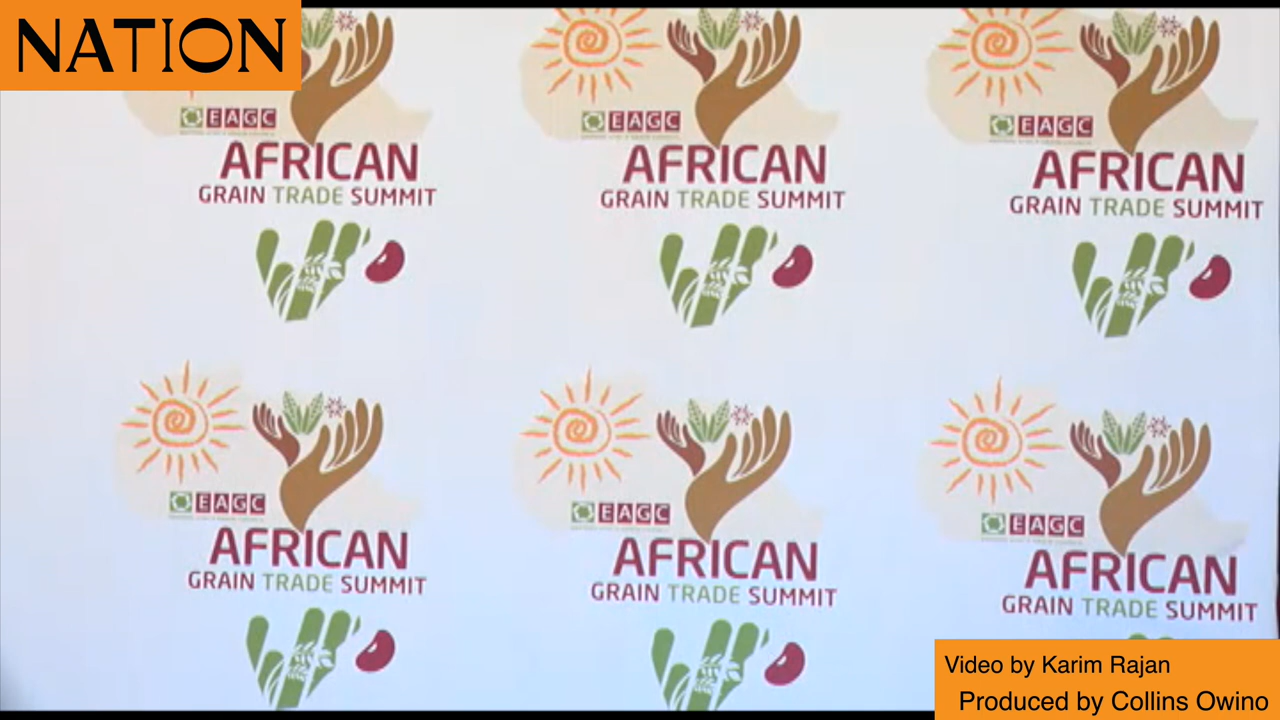 NATION
EAGC
AFRICAN
GRAIN TRADE SUMMIT
EAGC
AFRICAN
GRAIN TRADE SUMMIT
EAGC
AFRICAN
GRAIN TRADE SUMMIT
EAGC
AFRICAN
GRAIN TRADE SUMMIT
EAGC
AFRICAN
GRAIN TRADE SUMMIT
EAGC
AFRICAN
GRAIN TRADE SUMMIT
Video by Karim Rajan
Produced by Collins Owino